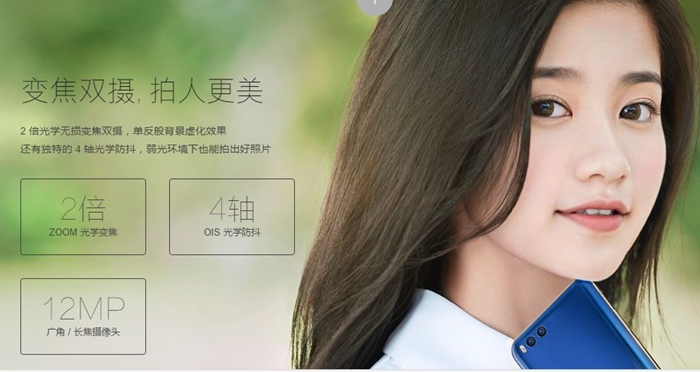 变焦双摄, 拍人更美
2 倍光学无损变焦双摄，单反般背景虚化效果
还有独特的 4 轴光学防抖，弱光环境下也能拍出好照片
2倍
ZOOM 光学变焦
4轴
OIS 光学防抖
12MP
广角 / 长焦摄像头